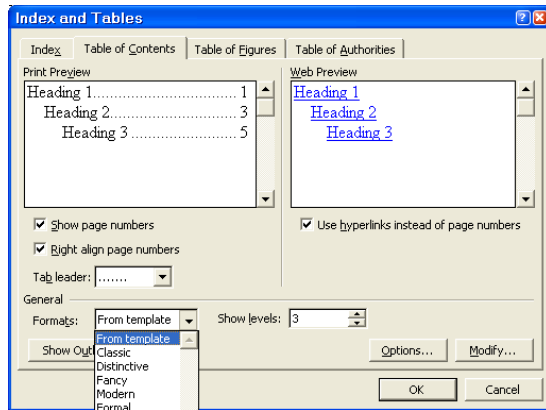 Index and Tables
Index Table of Contents Table of Figures Table of Authorities
Print Preview Web Preview
Heading 1.................................... 1
Heading 2................................ 3
Heading 3........................... 5
Heading 1
Heading 2
Heading 3
Show page numbers
Use hyperlinks instead of page numbers
Right align page numbers
Tab leader: .......
General
Formats: From template Show levels: 3
From template
Classic
Distinctive
Fancy
Modern
Formal
Show Out
Options... Modify...
OK Cancel